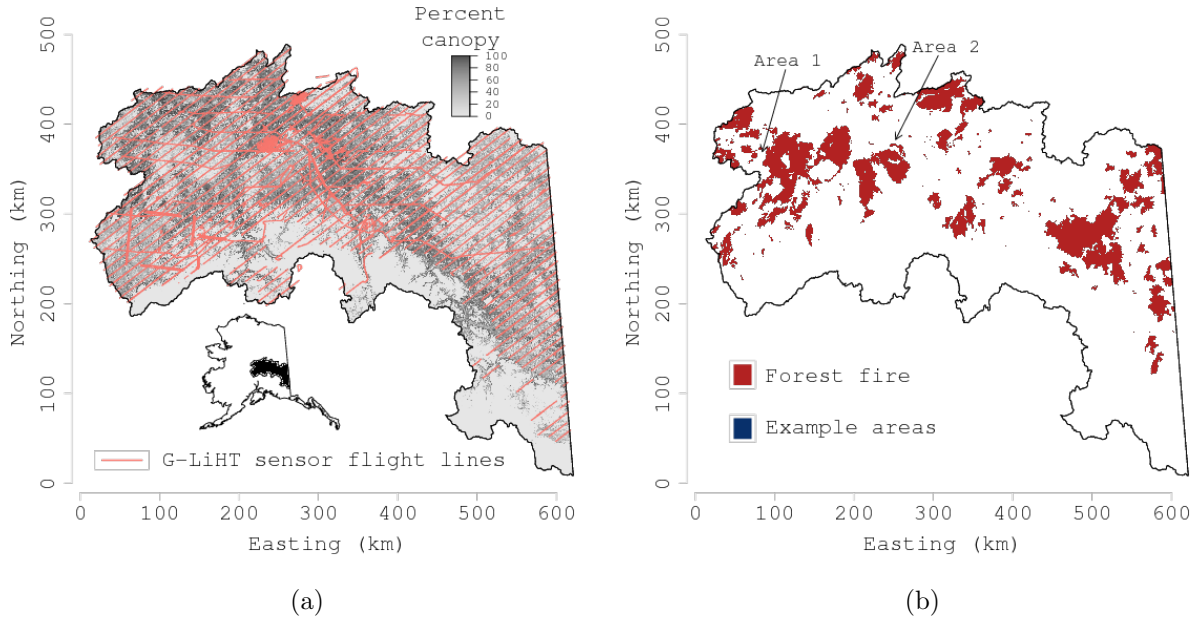 Percent
canopy
100
80
60
40
20
0
500
400
300
200
100
0
Northing (km)
G-LiHT sensor flight lines
0 100 200 300 400 500 600
Easting (km)
(a)
Area 1
Area 2
500
400
300
200
100
0
Northing (km)
Forest fire
Example areas
0 100 200 300 400 500 600
Easting (km)
(b)